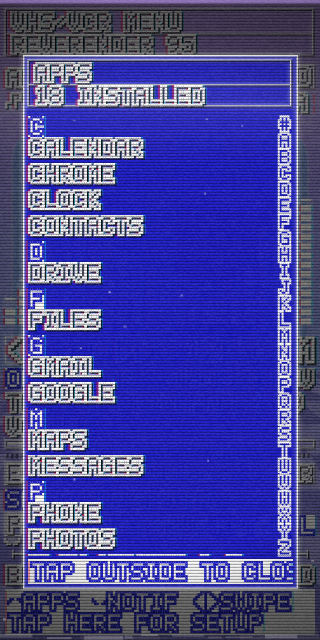 VHS/VCR MENU
REVERENDER 95
APPS
18 INSTALLED
C
CALENDAR
CHROME
CLOCK
CONTACTS
D
DRIVE
F
FILES
G
GMAIL
GOOGLE
M
MAPS
MESSAGES
P
PHONE
PHOTOS
TAP OUTSIDE TO CLOS
APPS NOTIF SWIPE
TAP HERE FOR SETUP